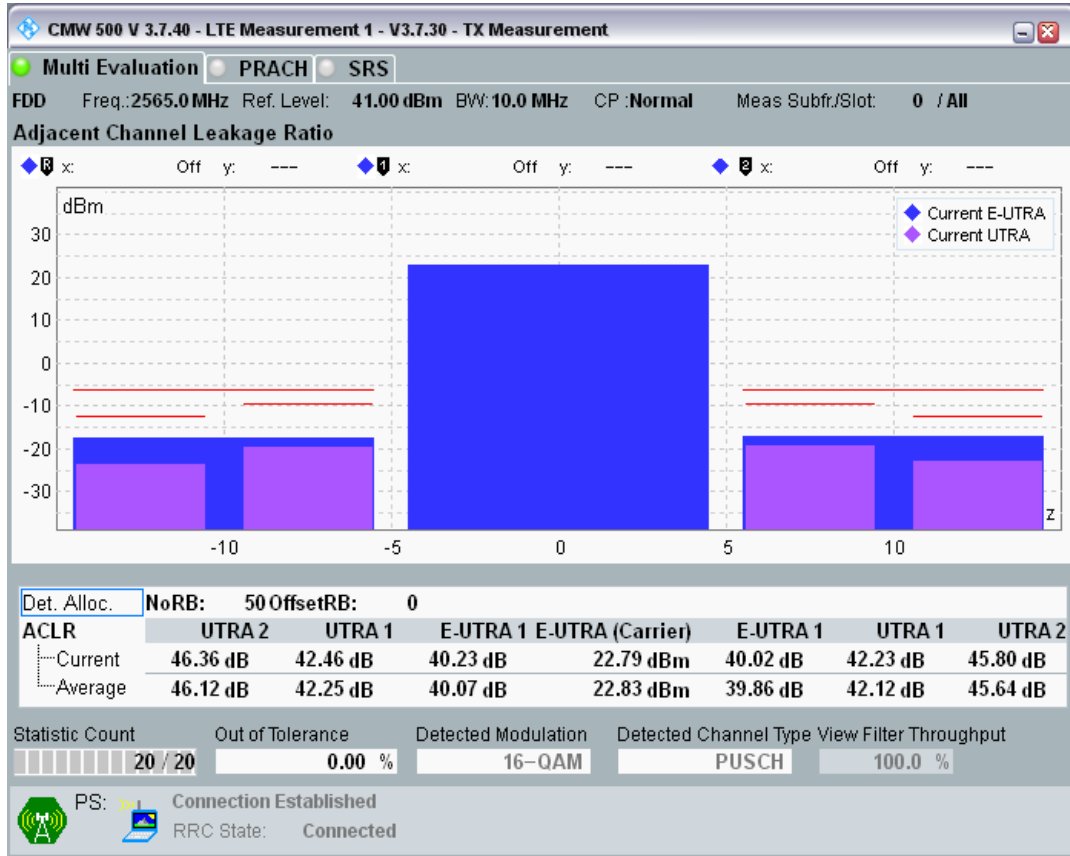 CMW 500 V 3.7.40 - LTE Measurement 1 - V3.7.30 - TX Measurement
Multi Evaluation PRACH SRS
FDD Freq.:2565.0 MHz Ref. Level: 41.00 dBm BW: 10.0 MHz CP :Normal Meas Subfr./Slot: 0 / All
Adjacent Channel Leakage Ratio
R x: Off y: --- 1 x: Off y: --- 2 x: Off y: ---
dBm
Current E-UTRA
Current UTRA
30
20
10
0
-10
-20
-30
z
-10 -5 0 5 10
Det. Alloc. NoRB: 50 OffsetRB: 0
ACLR UTRA 2 UTRA 1 E-UTRA 1 E-UTRA (Carrier) E-UTRA 1 UTRA 1 UTRA 2
Current 46.36 dB 42.46 dB 40.23 dB 22.79 dBm 40.02 dB 42.23 dB 45.80 dB
Average 46.12 dB 42.25 dB 40.07 dB 22.83 dBm 39.86 dB 42.12 dB 45.64 dB
Statistic Count Out of Tolerance Detected Modulation Detected Channel Type View Filter Throughput
20 / 20 0.00 % 16-QAM PUSCH 100.0 %
PS: Connection Established
RRC State: Connected